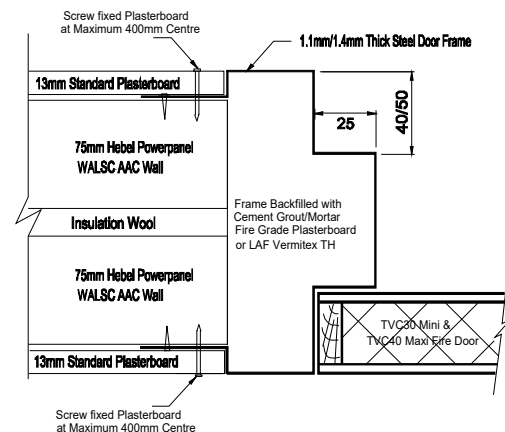 Screw fixed Plasterboard
at Maximum 400mm Centre
1.1mm/1.4mm Thick Steel Door Frame
13mm Standard Plasterboard
25
40/50
75mm Hebel Powerpanel
WALSC AAC Wall
Frame Backfilled with
Cement Grout/Mortar
Fire Grade Plasterboard
or LAF Vermitex TH
Insulation Wool
75mm Hebel Powerpanel
WALSC AAC Wall
TVC30 Mini &
TVC40 Maxi Fire Door
13mm Standard Plasterboard
Screw fixed Plasterboard
at Maximum 400mm Centre